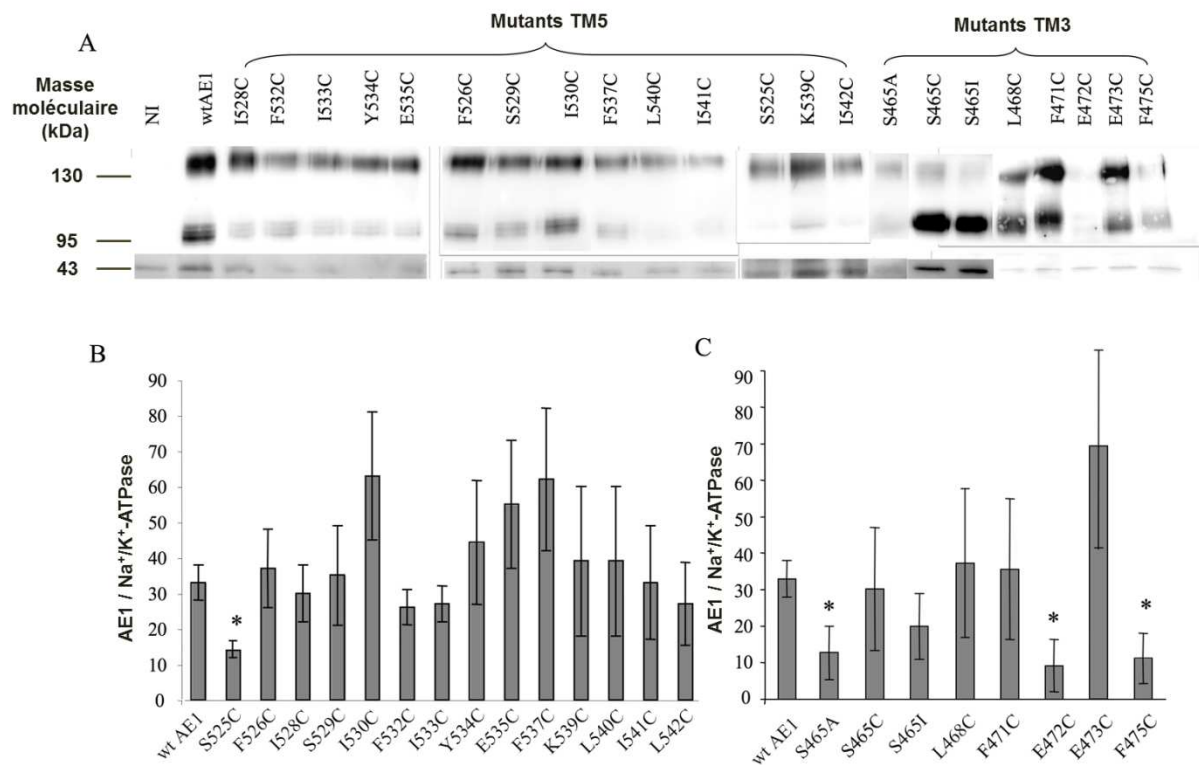 A
Mutants TM5
Mutants TM3
Masse
moléculaire
(kDa)
NI
wtAE1
I528C
F532C
I533C
Y534C
E535C
F526C
S529C
I530C
F537C
L540C
I541C
S525C
K539C
I542C
S465A
S465C
S465I
L468C
F471C
E472C
E473C
F475C
130
95
43
B
AE1 / Na⁺/K⁺-ATPase
90
80
70
60
50
40
30
20
10
0
*
wt AE1
S525C
F526C
I528C
S529C
I530C
F532C
I533C
Y534C
E535C
F537C
K539C
L540C
I541C
L542C
C
AE1 / Na⁺/K⁺-ATPase
90
80
70
60
50
40
30
20
10
0
*
*
*
wt AE1
S465A
S465C
S465I
L468C
F471C
E472C
E473C
F475C